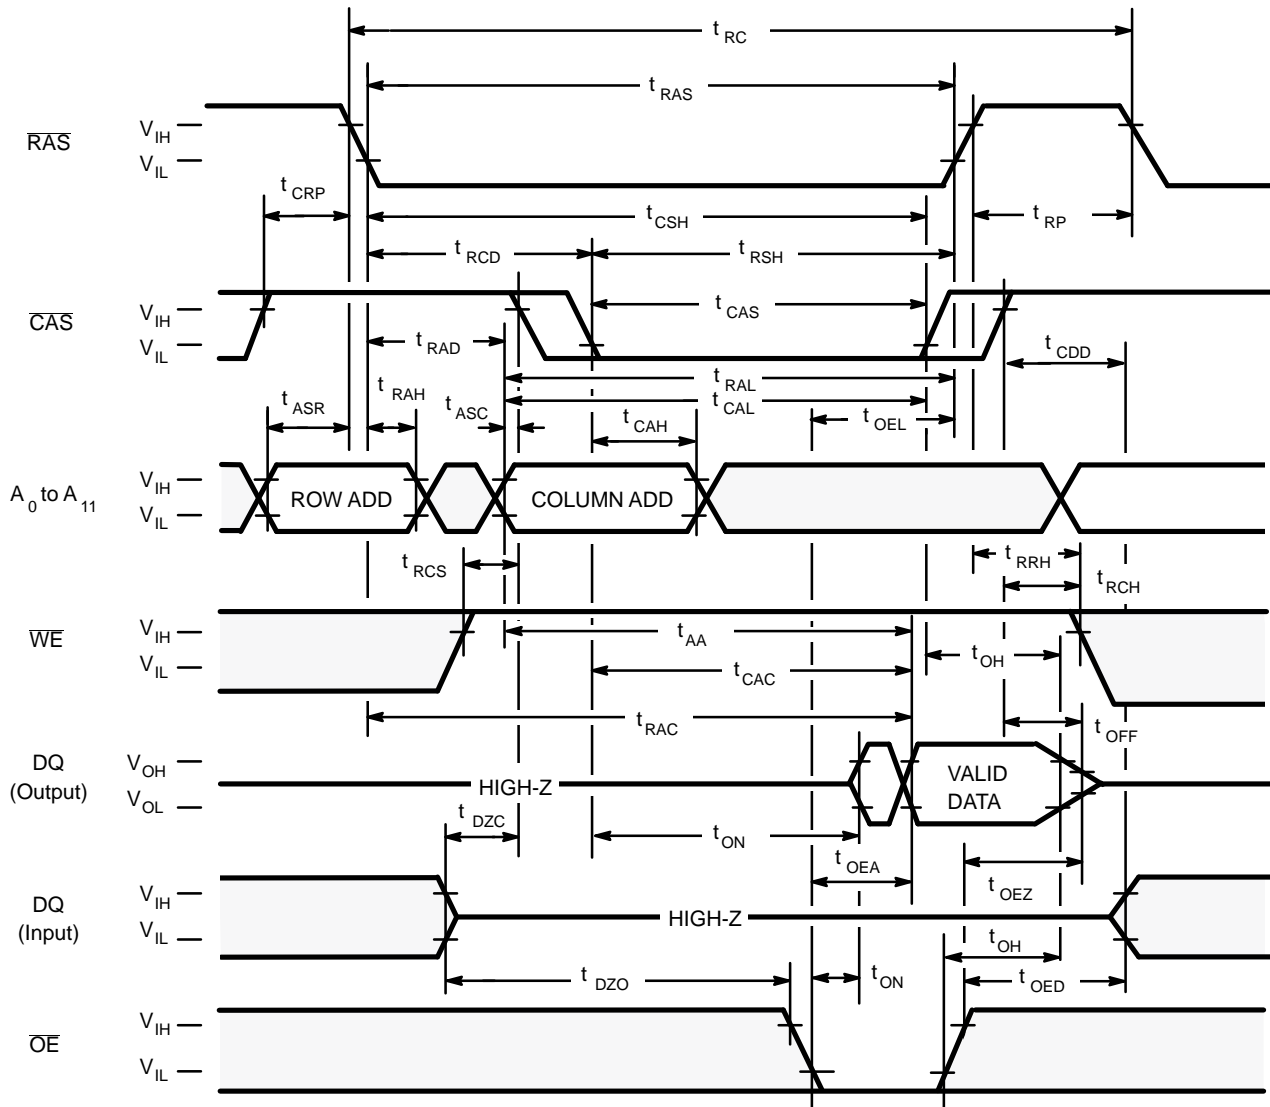 t RC
t RAS
RAS
V IH
V IL
t CRP
t CSH
t RP
t RCD
t RSH
CAS
V IH
V IL
t CAS
t RAD
t CDD
t RAL
t ASR
t RAH
t ASC
t CAL
t CAH
t OEL
A 0 to A 11
V IH
V IL
ROW ADD
COLUMN ADD
t RCS
t RRH
t RCH
WE
V IH
V IL
t AA
t OH
t CAC
t RAC
t OFF
DQ
(Output)
V OH
V OL
HIGH-Z
VALID
DATA
t DZC
t ON
t OEA
t OEZ
DQ
(Input)
V IH
V IL
HIGH-Z
t OH
t DZO
t ON
t OED
OE
V IH
V IL